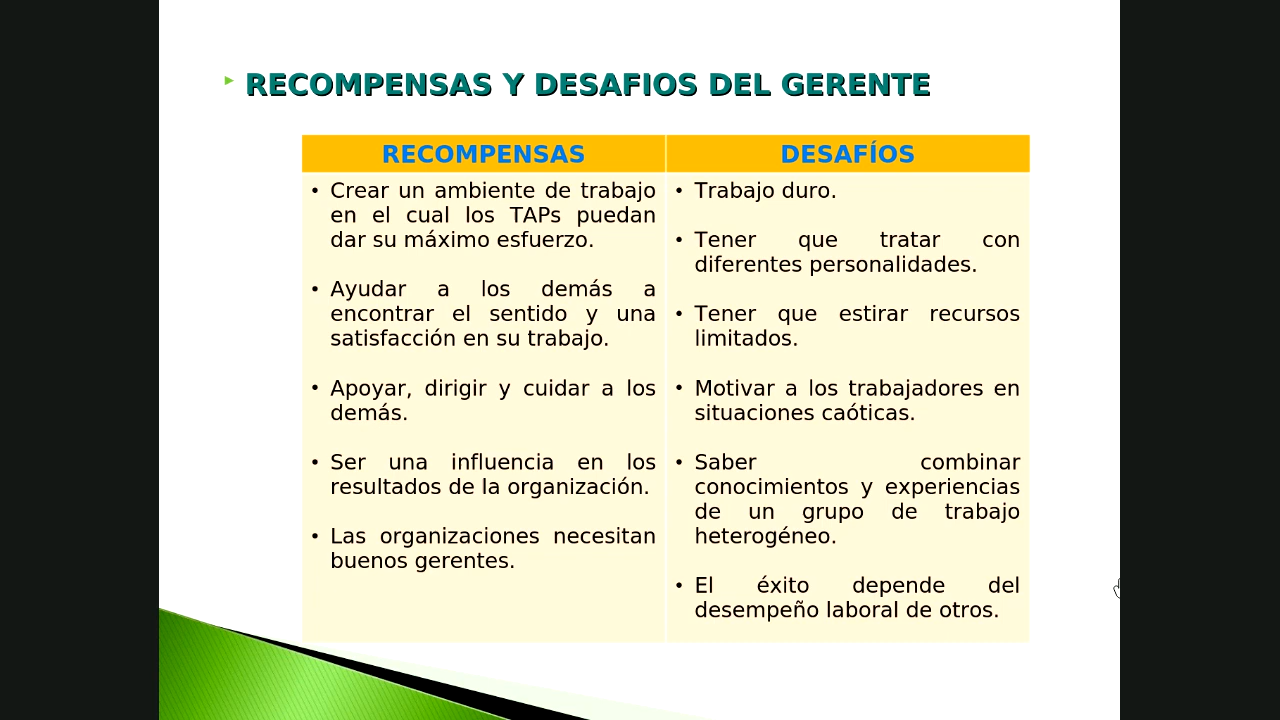 RECOMPENSAS Y DESAFIOS DEL GERENTE
RECOMPENSAS
• Crear un ambiente de trabajo
en el cual los TAPs puedan
dar su máximo esfuerzo.
• Ayudar a los demás a
encontrar el sentido y una
satisfacción en su trabajo.
• Apoyar, dirigir y cuidar a los
demás.
• Ser una influencia en los
resultados de la organización.
• Las organizaciones necesitan
buenos gerentes.
DESAFÍOS
• Trabajo duro.
• Tener que tratar con
diferentes personalidades.
• Tener que estirar recursos
limitados.
• Motivar a los trabajadores en
situaciones caóticas.
• Saber combinar
conocimientos y experiencias
de un grupo de trabajo
heterogéneo.
• El éxito depende del
desempeño laboral de otros.